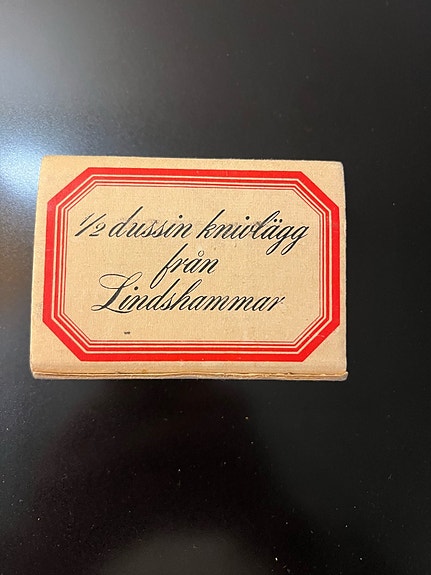 1/2 dussin knivlägg
från
Lindshammar